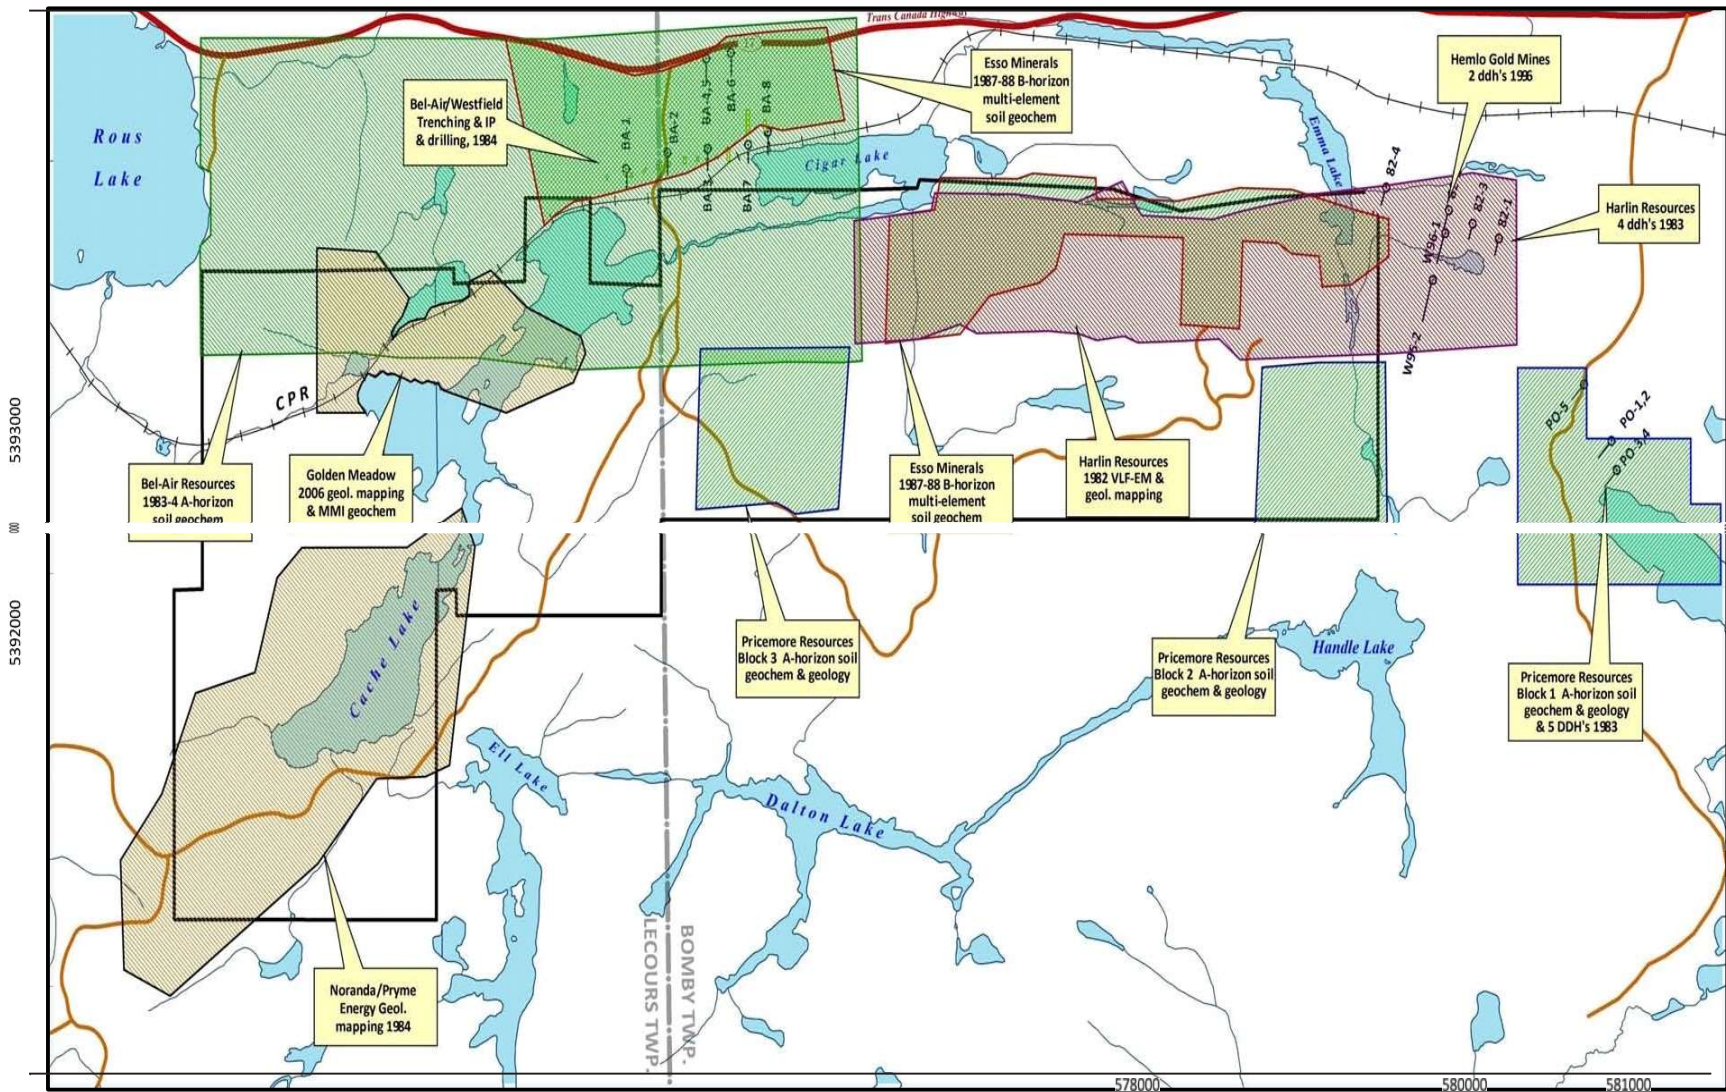 Trans Canada Highway
Rous
Lake
Bel-Air/Westfield
Trenching & IP
& drilling, 1984
BA-1
BA-2
BA-4,5
BA-6
BA-8
BA-3
BA-7
Esso Minerals
1987-88 B-horizon
multi-element
soil geochem
Hemlo Gold Mines
2 ddh's 1996
Cigar Lake
Emma Lake
82-4
82-3
82-1
W96-1
W96-2
Harlin Resources
4 ddh's 1983
CPR
5393000
Bel-Air Resources
1983-4 A-horizon
soil geochem
Golden Meadow
2006 geol. mapping
& MMI geochem
Esso Minerals
1987-88 B-horizon
multi-element
soil geochem
Harlin Resources
1982 VLF-EM &
geol. mapping
PO-5
PO-1,2
PO-3,4
5392000
Cache Lake
Pricemore Resources
Block 3 A-horizon soil
geochem & geology
Pricemore Resources
Block 2 A-horizon soil
geochem & geology
Handle Lake
Pricemore Resources
Block 1 A-horizon soil
geochem & geology
& 5 DDH's 1983
Ell Lake
Dalton Lake
Noranda/Pryme
Energy Geol.
mapping 1984
LECOURS TWP.
BOMBY TWP.
578000
580000
581000